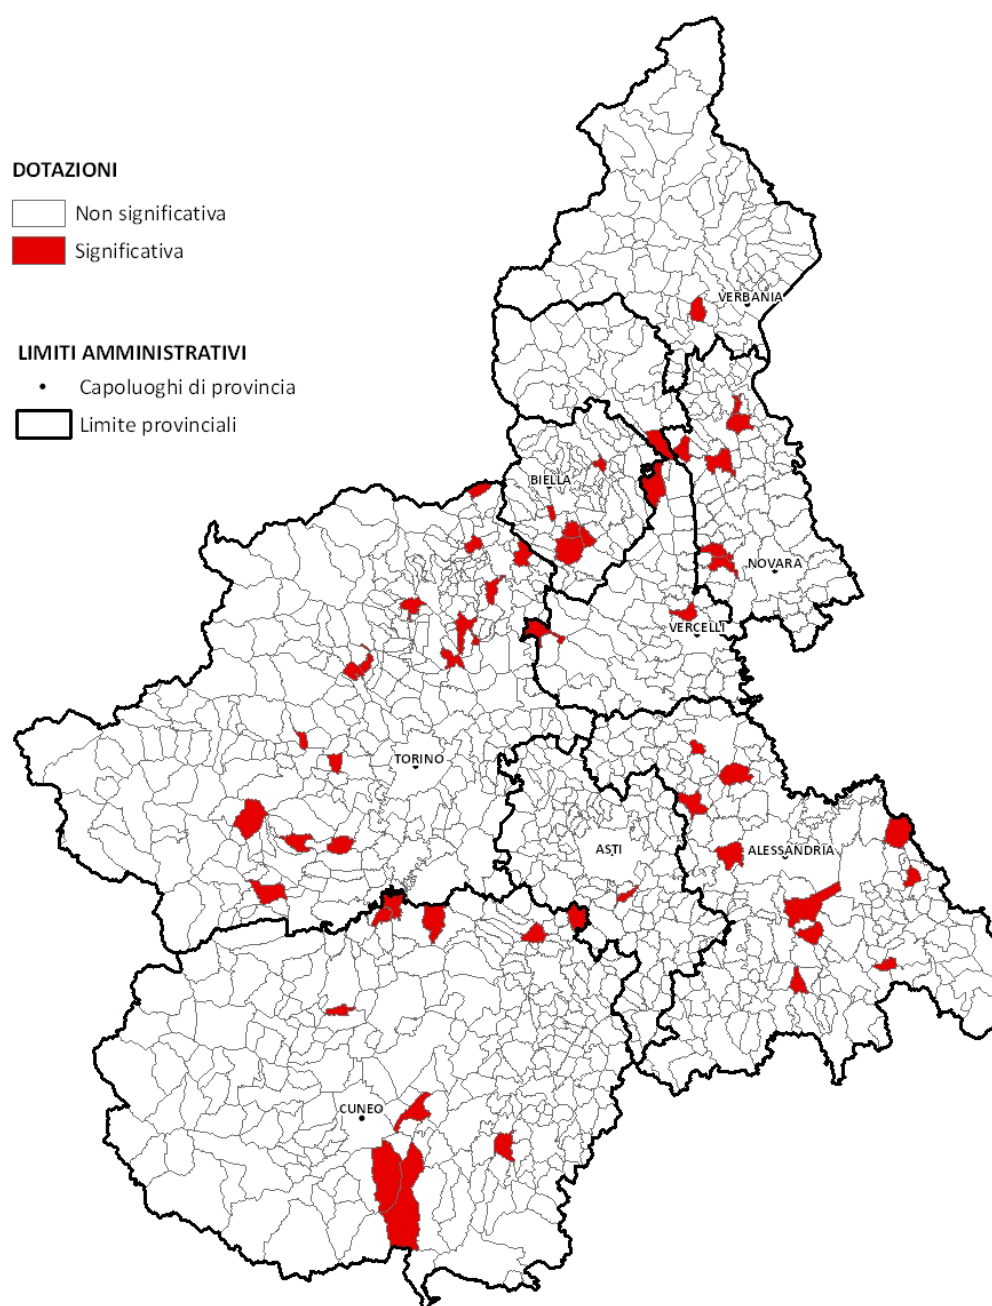 DOTAZIONI
Non significativa
Significativa
LIMITI AMMINISTRATIVI
Capoluoghi di provincia
Limite provinciali
VERBANIA
BIELLA
NOVARA
VERCELLI
TORINO
ASTI
ALESSANDRIA
CUNEO